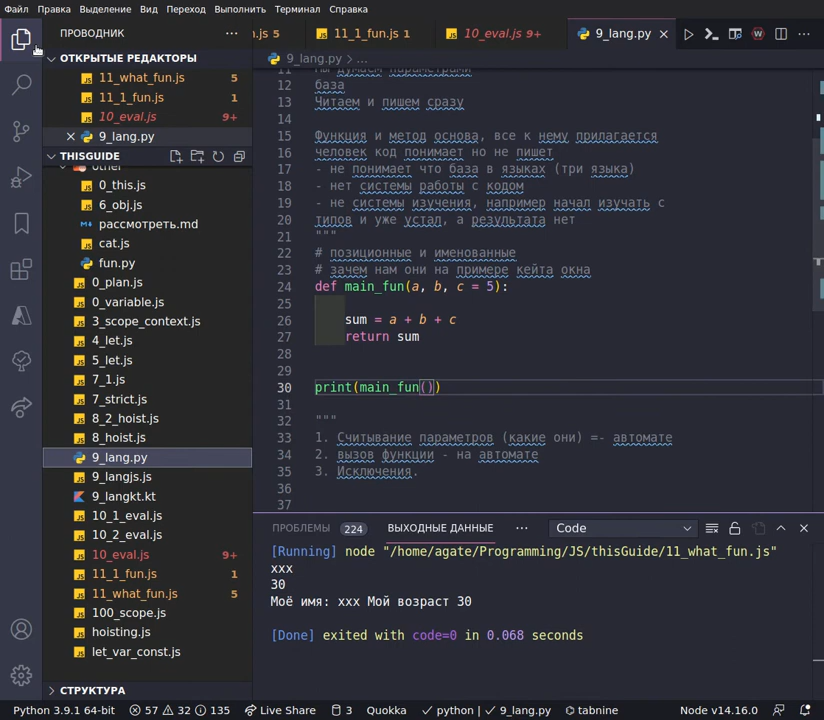 Файл Правка Выделение Вид Переход Выполнить Терминал Справка
ПРОВОДНИК ···
.js 5 11_1_fun.js 1 10_eval.js 9+ 9_lang.py
9_lang.py > ...
ОТКРЫТЫЕ РЕДАКТОРЫ
11_what_fun.js 5
11_1_fun.js 1
10_eval.js 9+
9_lang.py
THISGUIDE
other
0_this.js
6_obj.js
рассмотреть.md
cat.js
fun.py
0_plan.js
0_variable.js
3_scope_context.js
4_let.js
5_let.js
7_1.js
7_strict.js
8_2_hoist.js
8_hoist.js
9_lang.py
9_langjs.js
9_langkt.kt
10_1_eval.js
10_2_eval.js
10_eval.js 9+
11_1_fun.js 1
11_what_fun.js 5
100_scope.js
hoisting.js
let_var_const.js
СТРУКТУРА
11 Мы думаем параметрами
12 база
13 Читаем и пишем сразу
14
15 Функция и метод основа, все к нему прилагается
16 человек код понимает но не пишет
17 - не понимает что база в языках (три языка)
18 - нет системы работы с кодом
19 - не системы изучения, например начал изучать с
20 типов и уже устал, а результата нет
21 """
22 # позиционные и именованные
23 # зачем нам они на примере кейта окна
24 def main_fun(a, b, c = 5):
25
26 sum = a + b + c
27 return sum
28
29
30 print(main_fun())
31
32 """
33 1. Считывание параметров (какие они) =- автомате
34 2. вызов функции - на автомате
35 3. Исключения.
36
37
ПРОБЛЕМЫ 224 ВЫХОДНЫЕ ДАННЫЕ ··· Code
[Running] node "/home/agate/Programming/JS/thisGuide/11_what_fun.js"
xxx
30
Моё имя: xxx Мой возраст 30
[Done] exited with code=0 in 0.068 seconds
Python 3.9.1 64-bit 57 32 135 Live Share 3 Quokka python | 9_lang.py tabnine Node v14.16.0